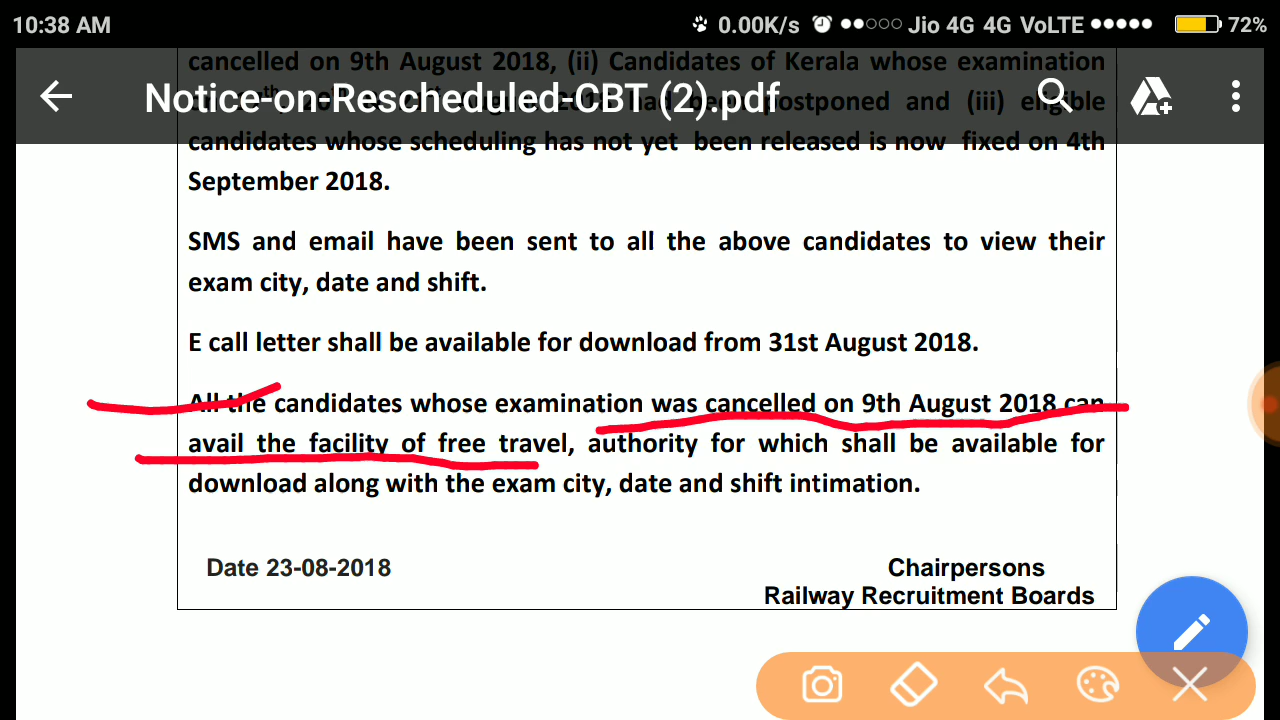 10:38 AM 0.00K/s Jio 4G 4G VoLTE 72%
cancelled on 9th August 2018, (ii) Candidates of Kerala whose examination
Notice-on-Rescheduled-CBT (2).pdf
postponed and (iii) eligible
candidates whose scheduling has not yet been released is now fixed on 4th
September 2018.
SMS and email have been sent to all the above candidates to view their
exam city, date and shift.
E call letter shall be available for download from 31st August 2018.
All the candidates whose examination was cancelled on 9th August 2018 can
avail the facility of free travel, authority for which shall be available for
download along with the exam city, date and shift intimation.
Date 23-08-2018 Chairpersons
Railway Recruitment Boards